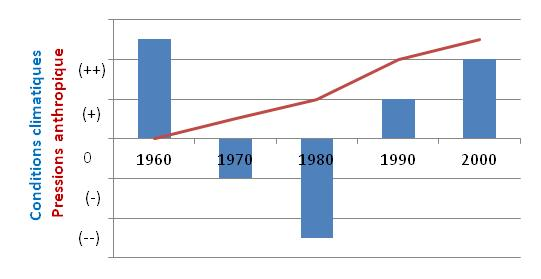 Conditions climatiques
Pressions anthropique
(++)
(+)
0
(-)
(--)
1960 1970 1980 1990 2000